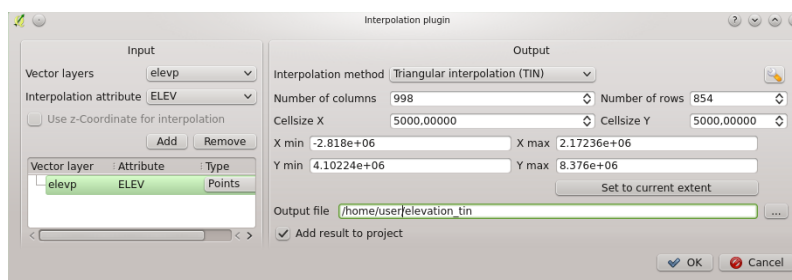 Interpolation plugin
Input
Vector layers elevp
Interpolation attribute ELEV
Use z-Coordinate for interpolation
Add Remove
Vector layer Attribute Type
elevp ELEV Points
Output
Interpolation method Triangular interpolation (TIN)
Number of columns 998 Number of rows 854
Cellsize X 5000,00000 Cellsize Y 5000,00000
X min -2.818e+06 X max 2.17236e+06
Y min 4.10224e+06 Y max 8.376e+06
Set to current extent
Output file /home/user/elevation_tin ...
Add result to project
OK Cancel